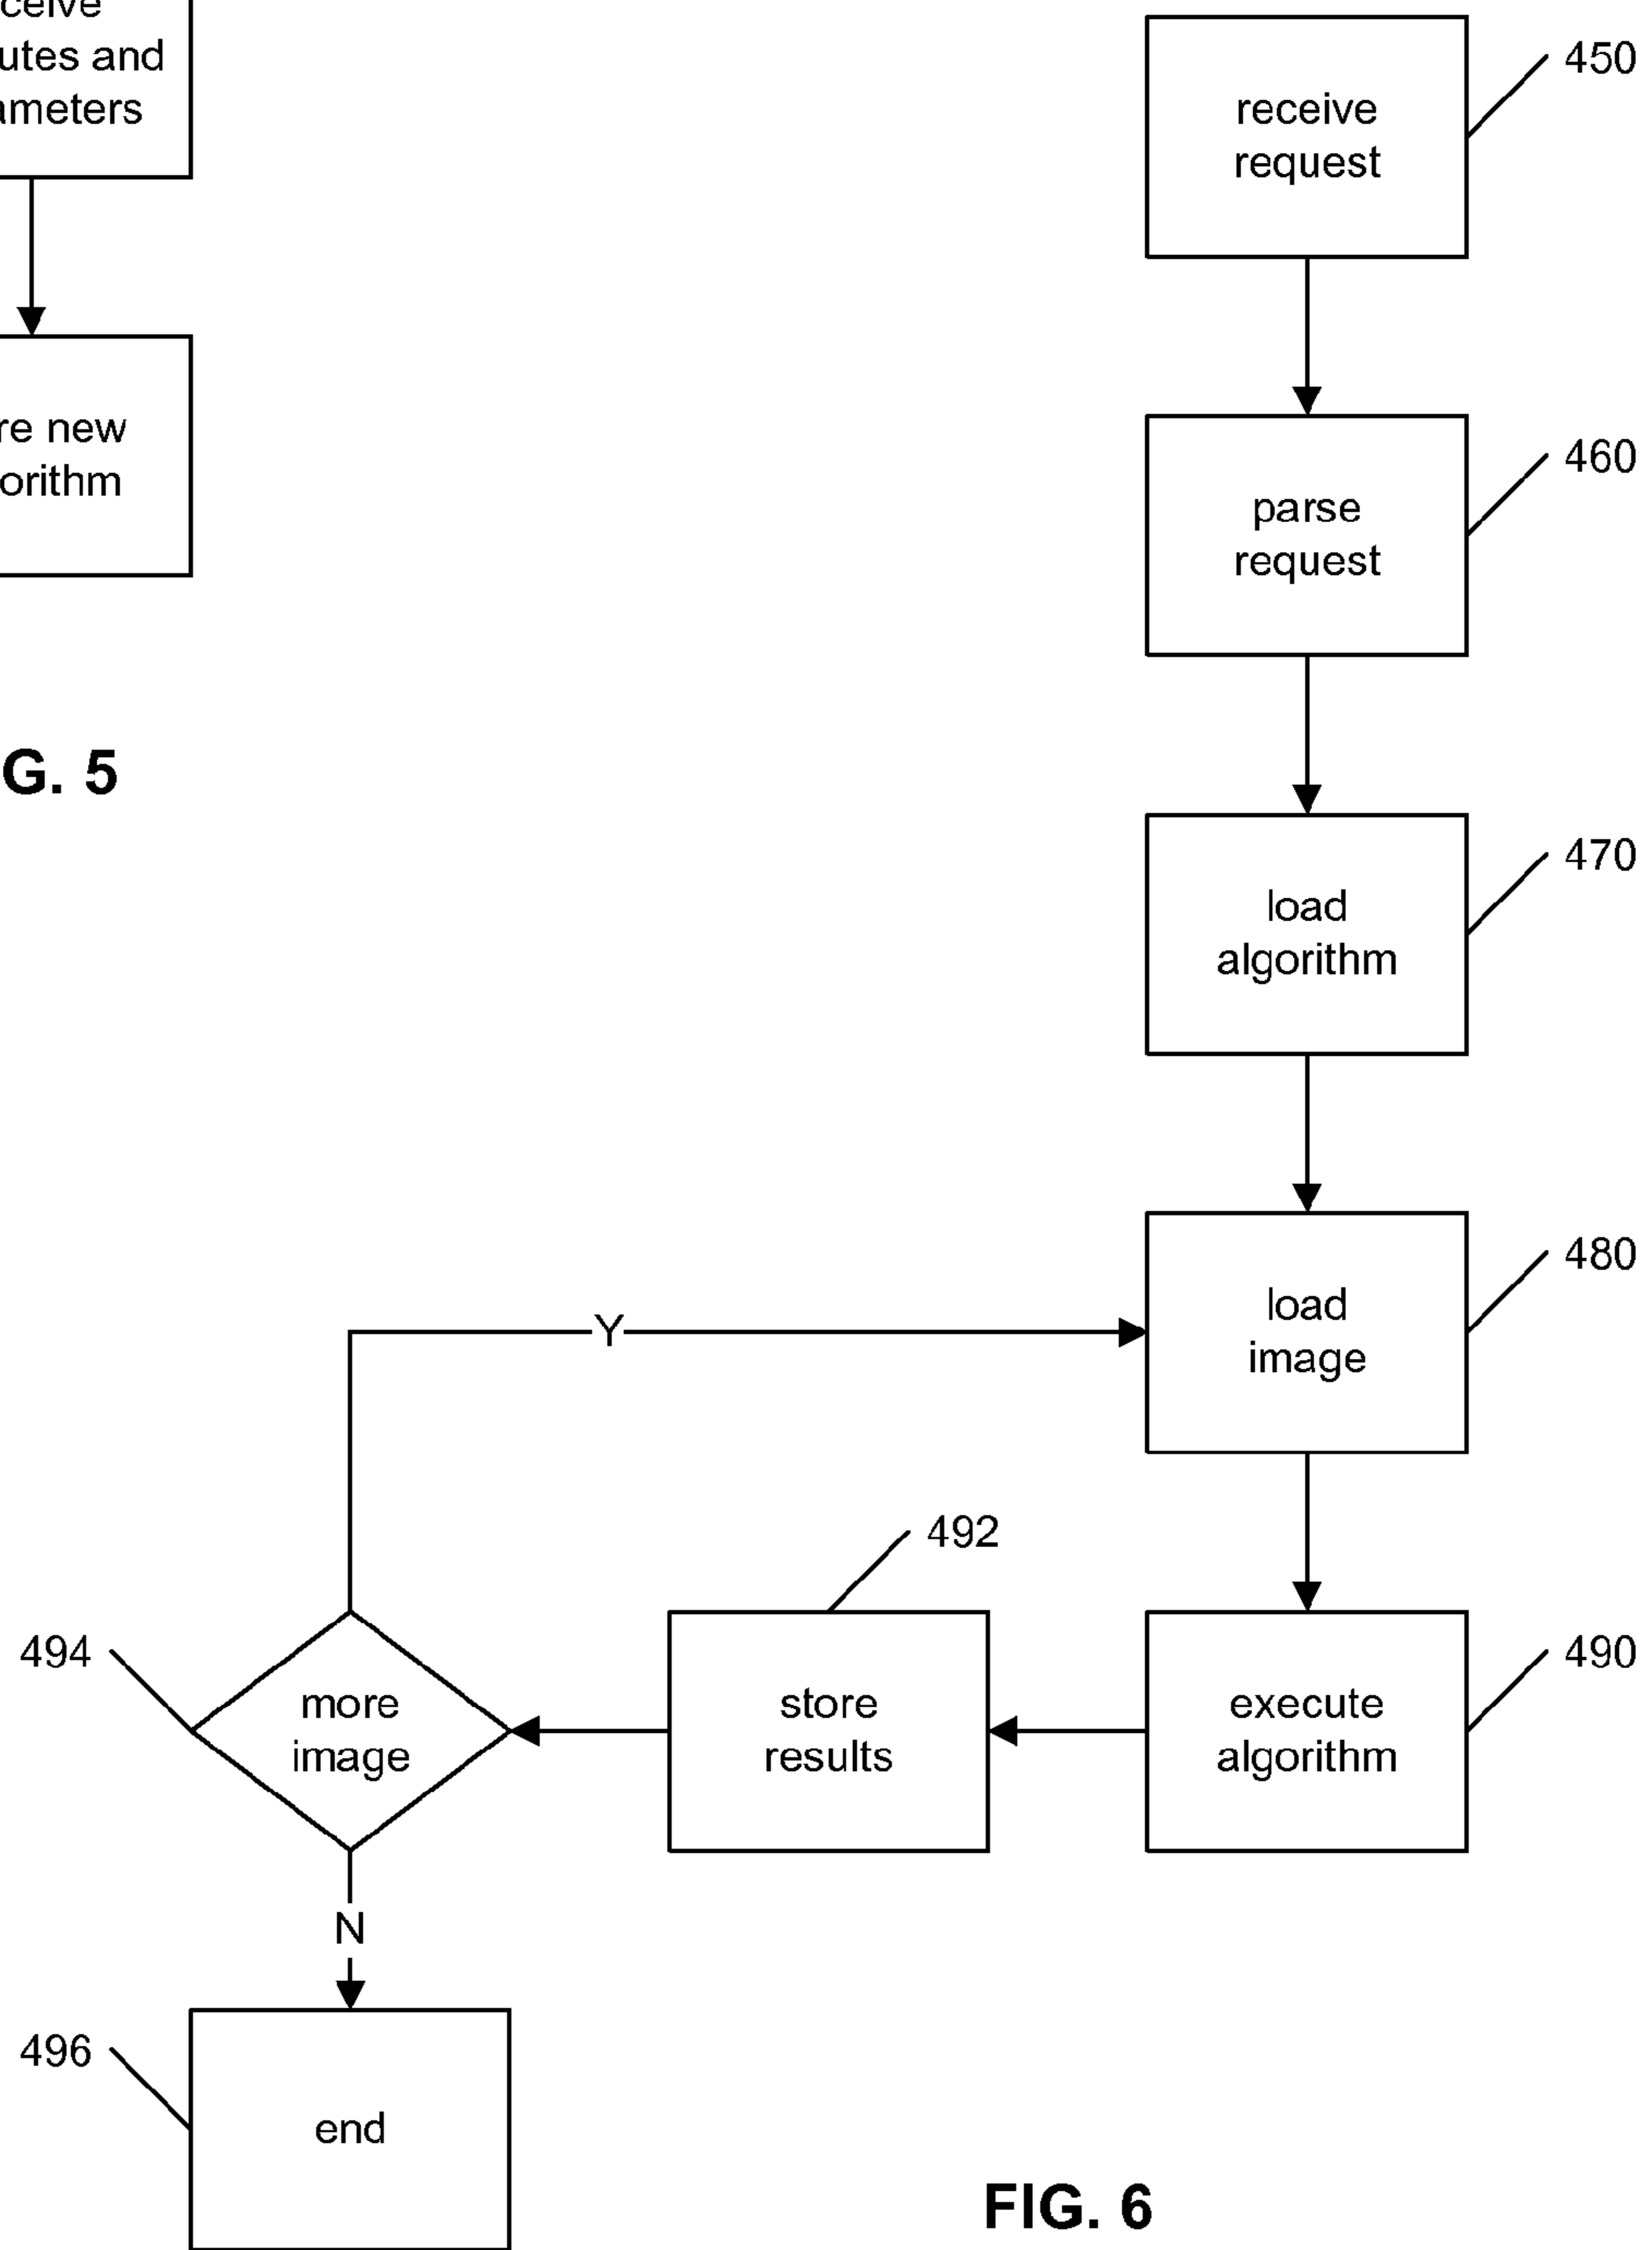 utes and
ameters
re new
orithm
G. 5
receive
request
450
parse
request
460
load
algorithm
470
load
image
480
Y
execute
algorithm
490
store
results
492
more
image
494
N
end
496
FIG. 6